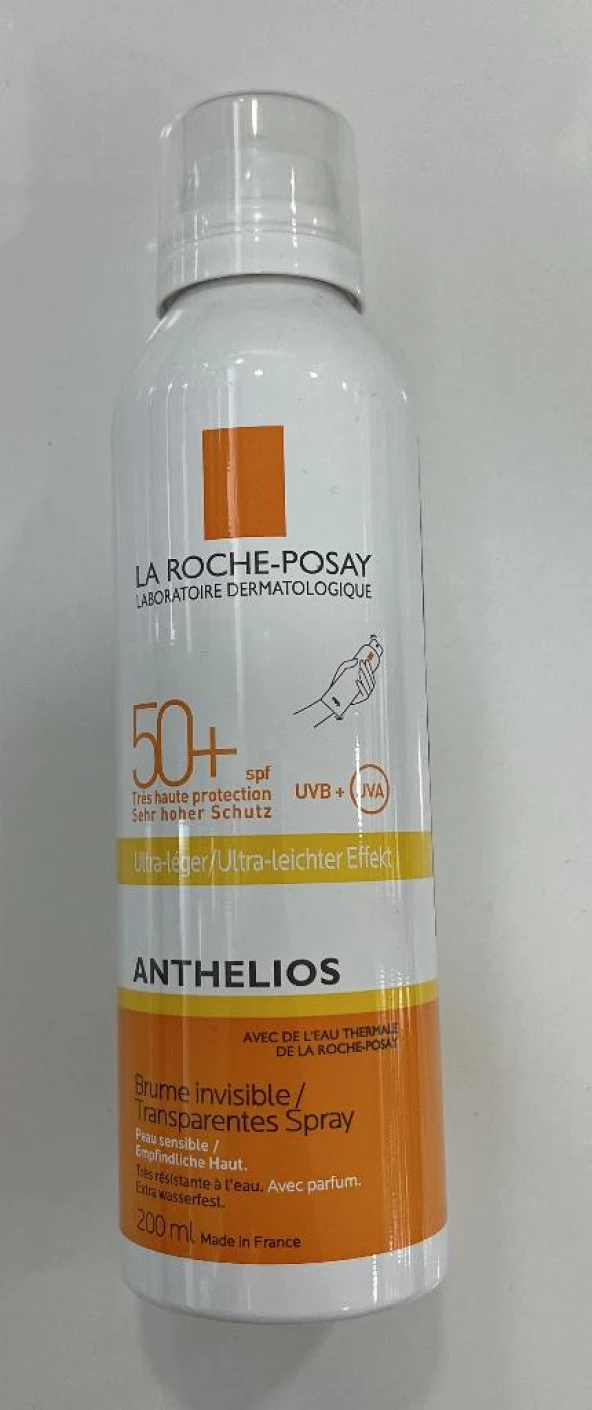 LA ROCHE-POSAY
LABORATOIRE DERMATOLOGIQUE
50+ spf
Très haute protection
Sehr hoher Schutz
UVB + UVA
Ultra-léger/Ultra-leichter Effekt
ANTHELIOS
AVEC DE L'EAU THERMALE
DE LA ROCHE-POSAY
Brume invisible/
Transparentes Spray
Peau sensible /
Empfindliche Haut.
Très résistante à l'eau. Avec parfum.
Extra wasserfest.
200 ml Made in France